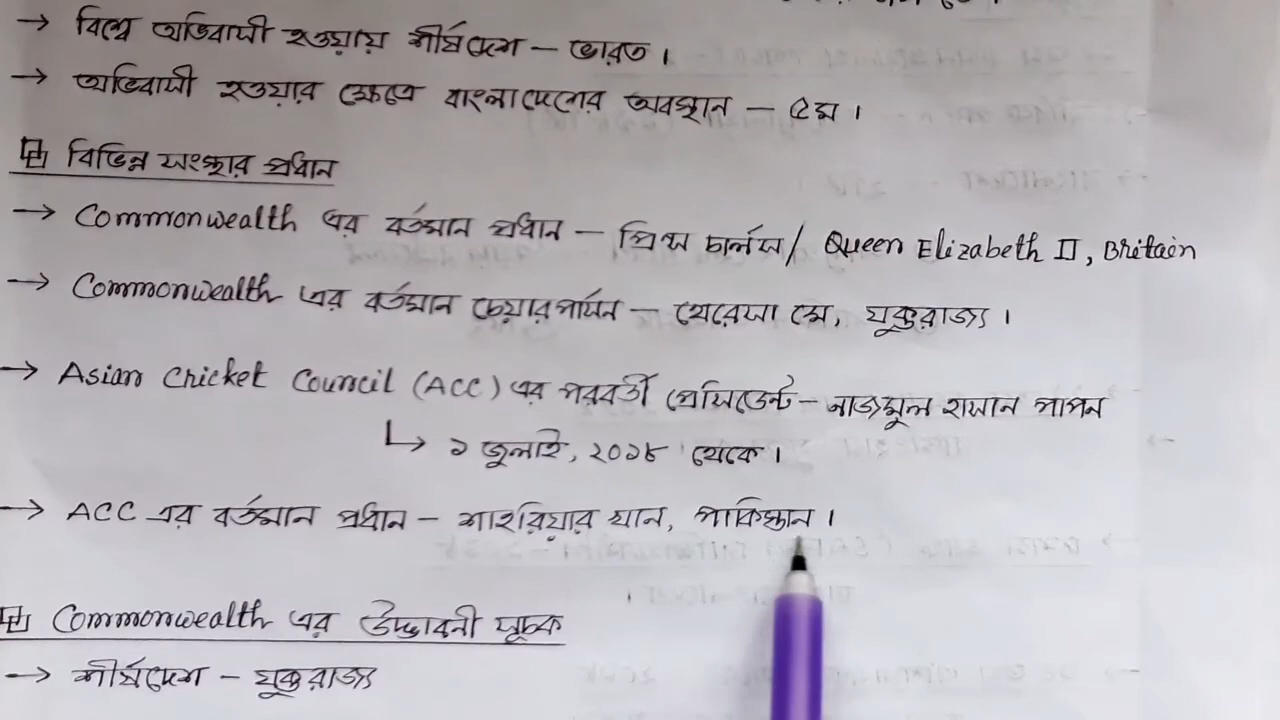 → বিশ্বে অভিবাসী হওয়ায় শীর্ষদেশ – ভারত।
→ অভিবাসী হওয়ার ক্ষেত্রে বাংলাদেশের অবস্থান – ৫ম।
বিভিন্ন সংস্থার প্রধান
→ Commonwealth এর বর্তমান প্রধান – প্রিন্স চার্লস / Queen Elizabeth II, Britain
→ Commonwealth এর বর্তমান চেয়ারপার্সন – থেরেসা মে, যুক্তরাজ্য।
→ Asian Cricket Council (ACC) এর পরবর্তী প্রেসিডেন্ট – নাজমুল হাসান পাপন
↳ ১ জুলাই, ২০১৮ থেকে।
→ ACC এর বর্তমান প্রধান – শাহরিয়ার খান, পাকিস্তান।
Commonwealth এর উদ্ভাবনী সূচক
→ শীর্ষদেশ – যুক্তরাজ্য